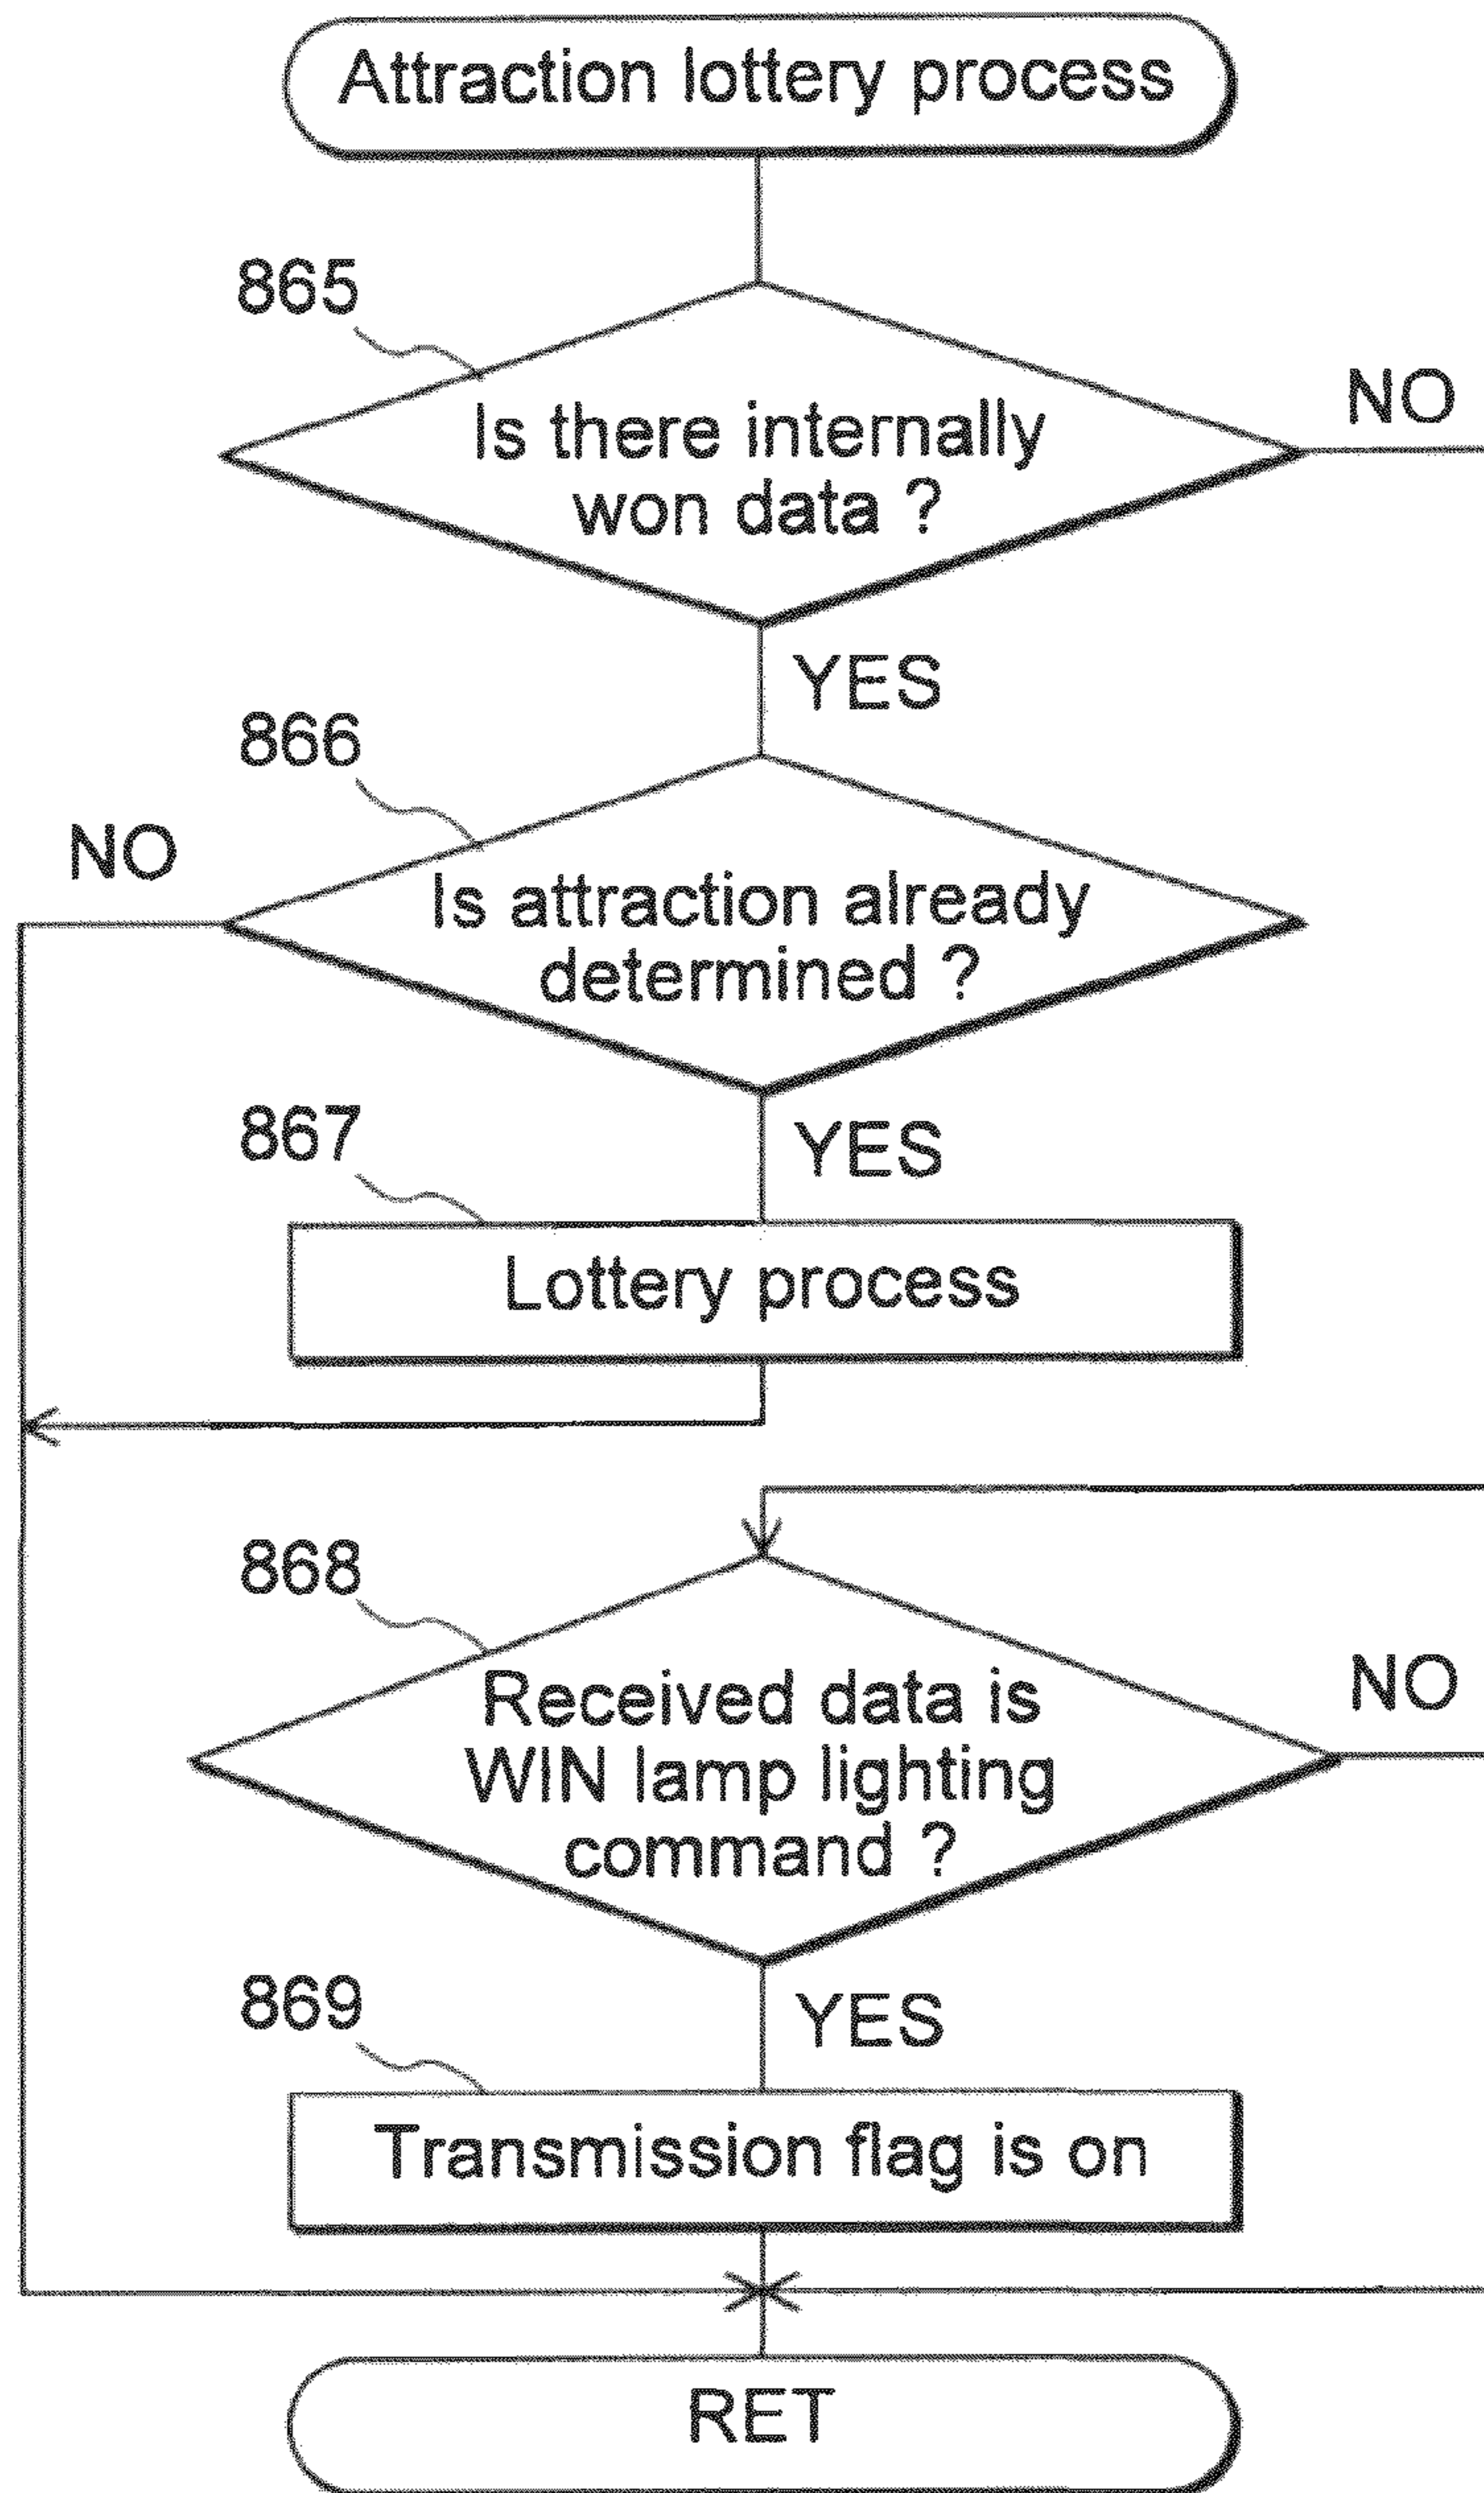 Attraction lottery process
865
NO
Is there internally
won data ?
YES
866
NO
Is attraction already
determined ?
867
YES
Lottery process
868
NO
Received data is
WIN lamp lighting
command ?
869
YES
Transmission flag is on
RET